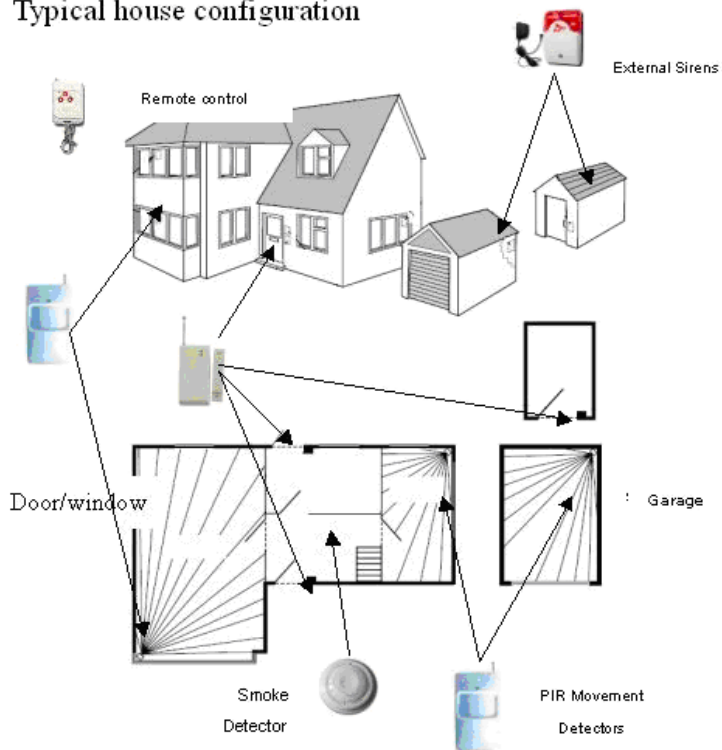 Typical house configuration
External Sirens
Remote control
Door/window
Garage
Smoke
Detector
PIR Movement
Detectors